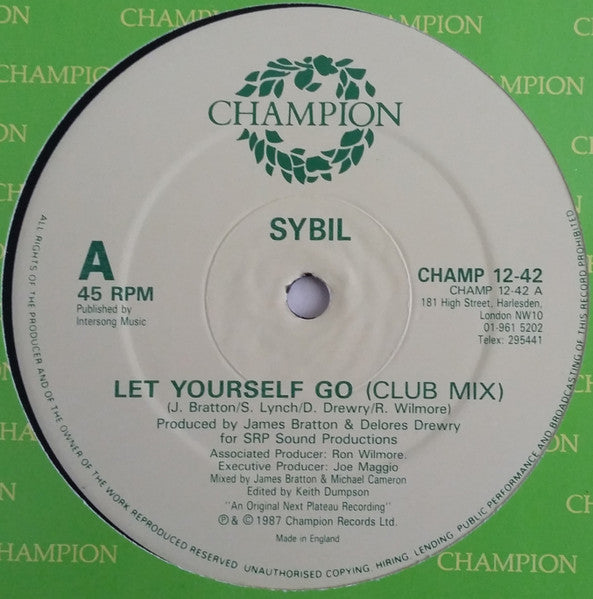 CHAMPION
SYBIL
A
45 RPM
Published by
Intersong Music
CHAMP 12-42
CHAMP 12-42 A
181 High Street, Harlesden,
London NW10
01-961 5202
Telex: 295441
LET YOURSELF GO (CLUB MIX)
(J. Bratton/S. Lynch/D. Drewry/R. Wilmore)
Produced by James Bratton & Delores Drewry
for SRP Sound Productions
Associated Producer: Ron Wilmore.
Executive Producer: Joe Maggio
Mixed by James Bratton & Michael Cameron
Edited by Keith Dumpson
"An Original Next Plateau Recording"
℗ & © 1987 Champion Records Ltd.
Made in England
ALL RIGHTS OF THE PRODUCER AND OF THE OWNER OF THE WORK REPRODUCED RESERVED. UNAUTHORISED COPYING, HIRING, LENDING, PUBLIC PERFORMANCE AND BROADCASTING OF THIS RECORD PROHIBITED
CHAMPION
CHAMPION
CHAMPION
CHAMPION
CHAMPION